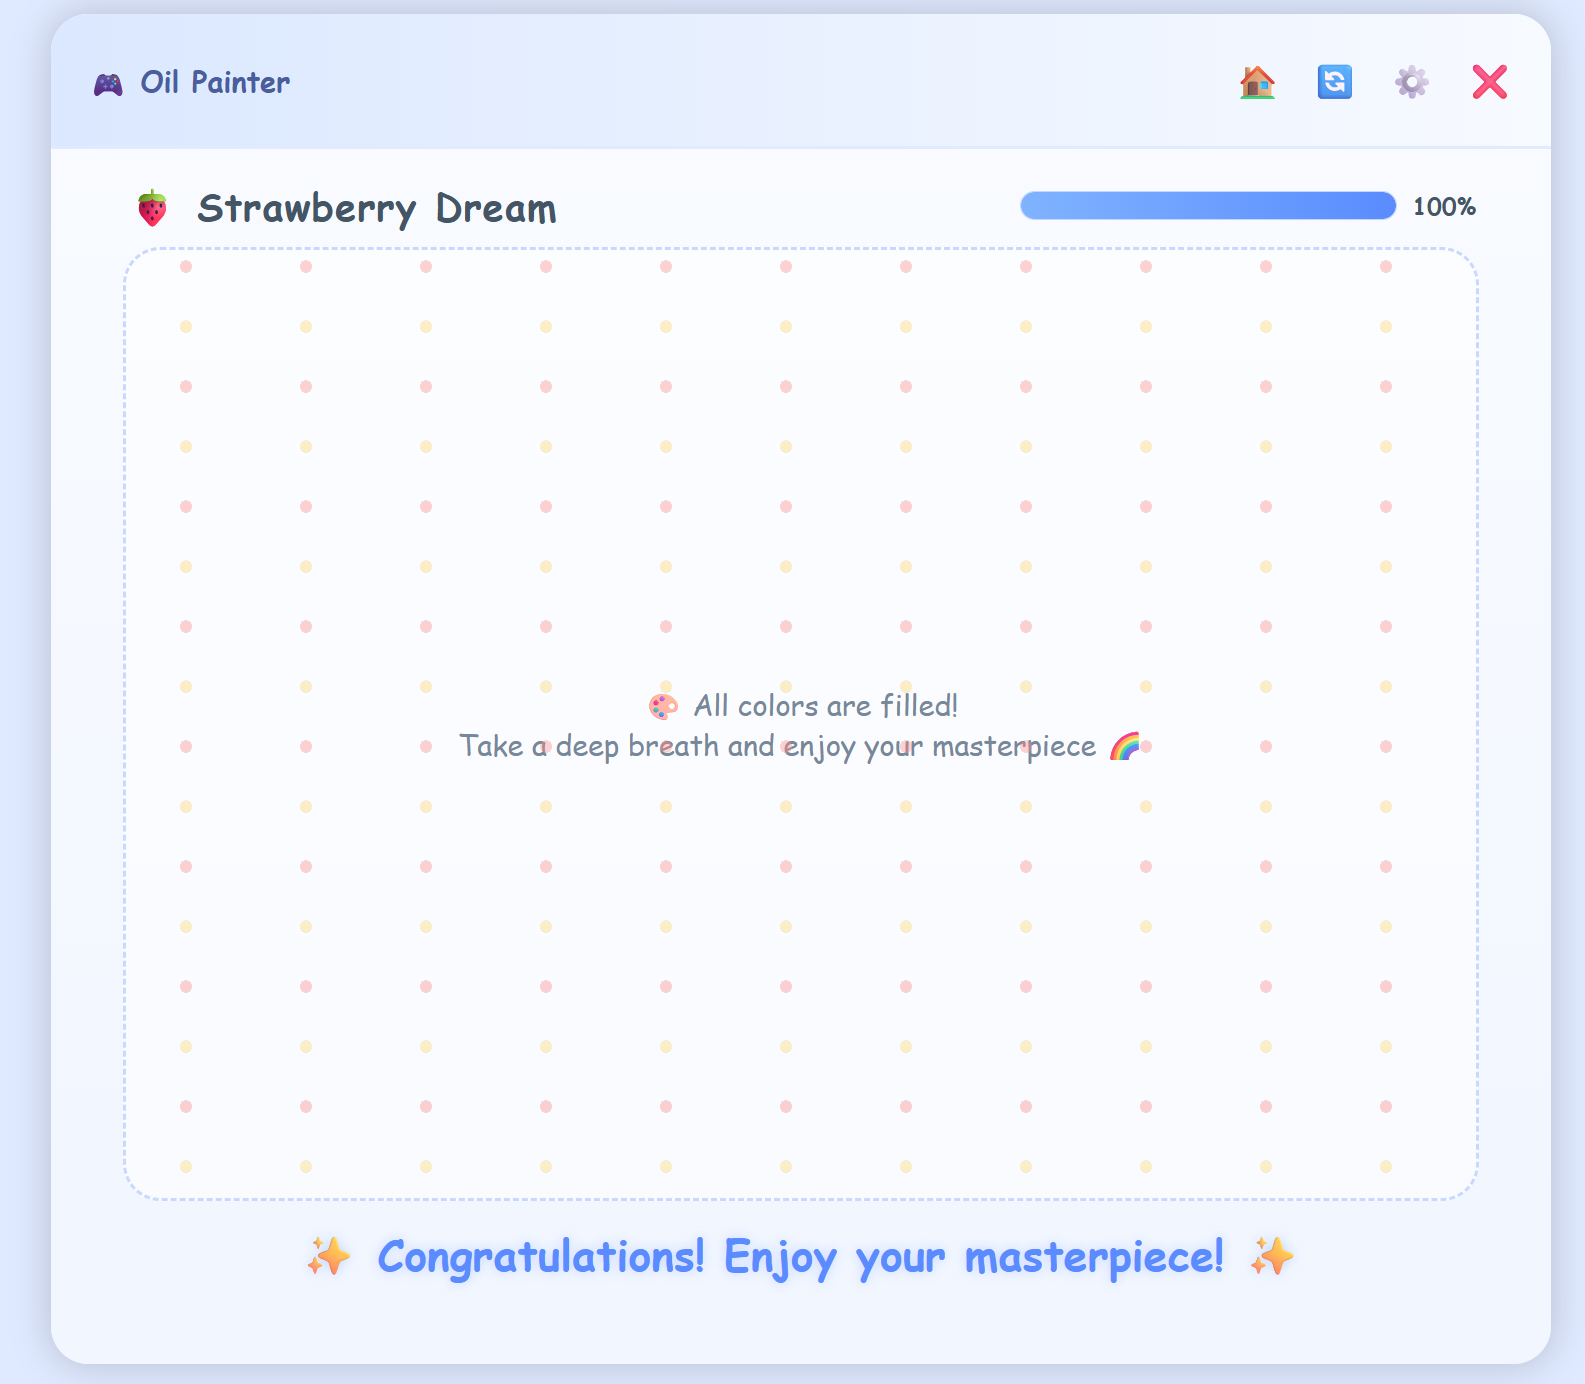 Oil Painter
Strawberry Dream
100%
All colors are filled!
Take a deep breath and enjoy your masterpiece
Congratulations! Enjoy your masterpiece!